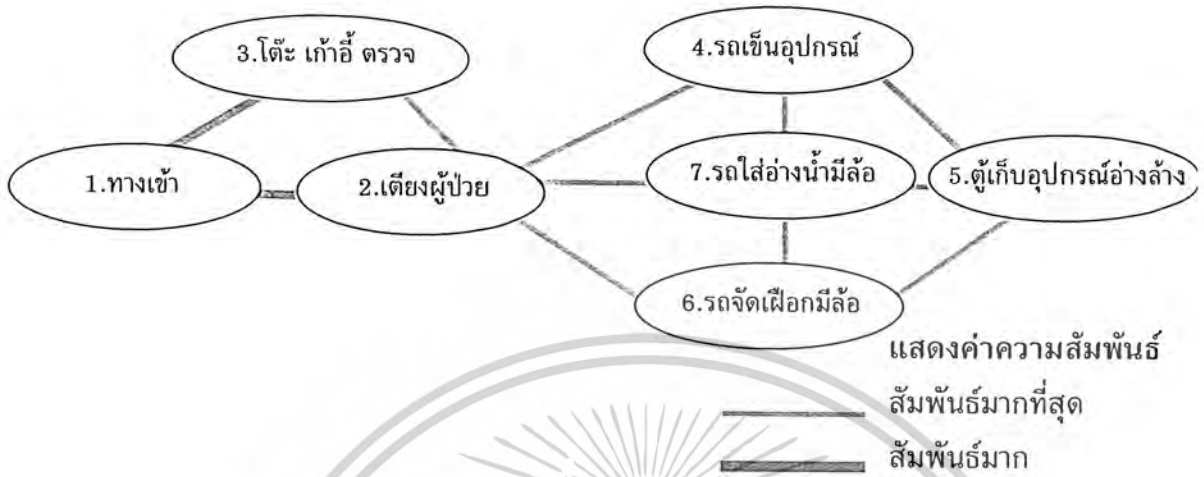 3.โต๊ะ เก้าอี้ ตรวจ
4.รถเข็นอุปกรณ์
1.ทางเข้า
2.เตียงผู้ป่วย
7.รถใส่อ่างน้ำมีล้อ
5.ตู้เก็บอุปกรณ์อ่างล้าง
6.รถจัดเฝือกมีล้อ
แสดงค่าความสัมพันธ์
สัมพันธ์มากที่สุด
สัมพันธ์มาก